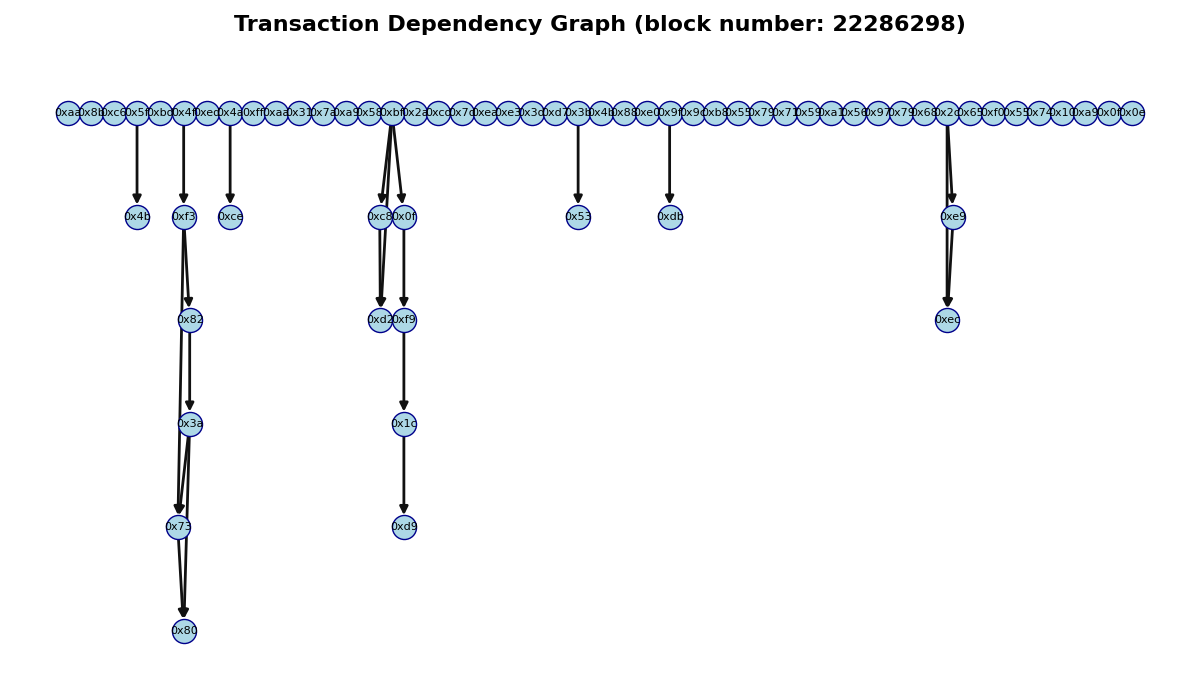 Transaction Dependency Graph (block number: 22286298)
0xaa 0x8b 0xc6 0x5f 0xbc 0x4f 0xec 0x4a 0xff 0xaa 0x31 0x7a 0xa9 0x58 0xbf 0x2a 0xcc 0x7d 0xea 0xe3 0x3c 0xd7 0x3b 0x4b 0x88 0xe0 0x9f 0x9c 0xb8 0x55 0x79 0x71 0x59 0xa1 0x56 0x97 0x79 0x68 0x2c 0x65 0xf0 0x55 0x74 0x10 0xa9 0x0f 0x0e
0x4b 0xf3 0xce 0xc8 0x0f 0x53 0xdb 0xe9
0x82 0xd2 0xf9 0xec
0x3a 0x1c
0x73 0xd9
0x80